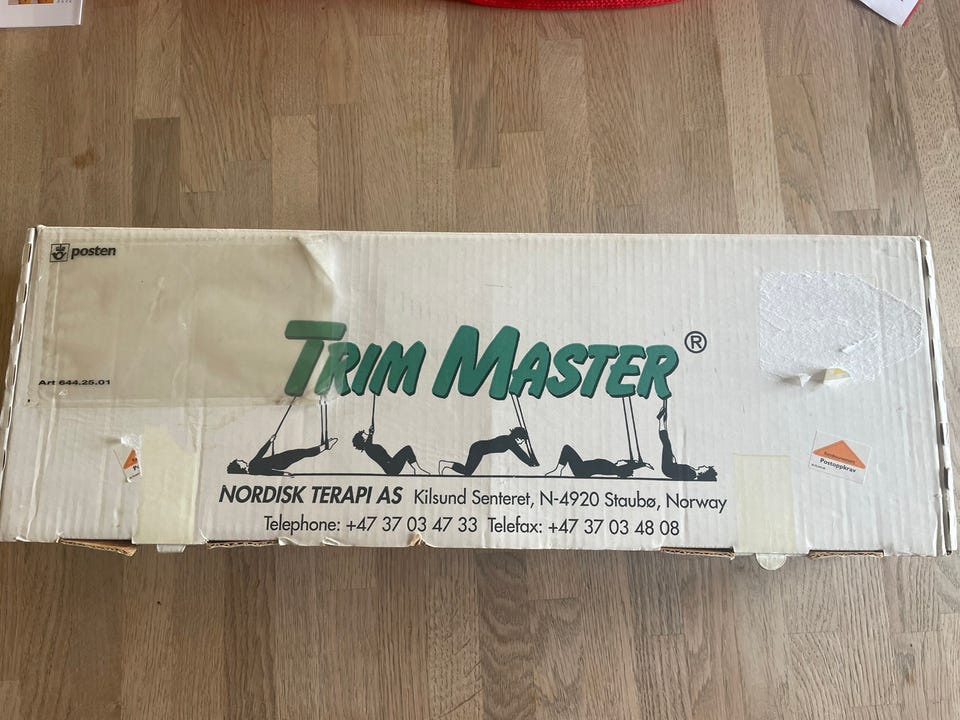 posten
TRIM MASTER®
Art 644.25.01
Postoppkrav
NORDISK TERAPI AS Kilsund Senteret, N-4920 Staubø, Norway
Telephone: +47 37 03 47 33 Telefax: +47 37 03 48 08